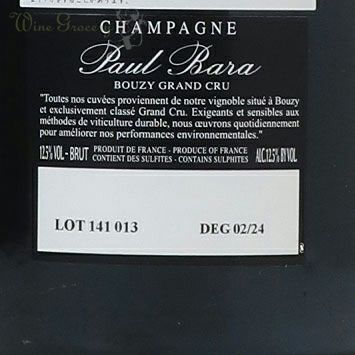 Wine Grocery
CHAMPAGNE
Paul Bara
BOUZY GRAND CRU
"Toutes nos cuvées proviennent de notre vignoble situé à Bouzy
et exclusivement classé Grand Cru. Exigeants et sensibles aux
méthodes de viticulture durable, nous œuvrons quotidiennement
pour améliorer nos performances environnementales."
12.5% VOL - BRUT PRODUIT DE FRANCE - PRODUCE OF FRANCE ALC.12.5% BY VOL
CONTIENT DES SULFITES - CONTAINS SULPHITES
LOT 141 013 DEG 02/24